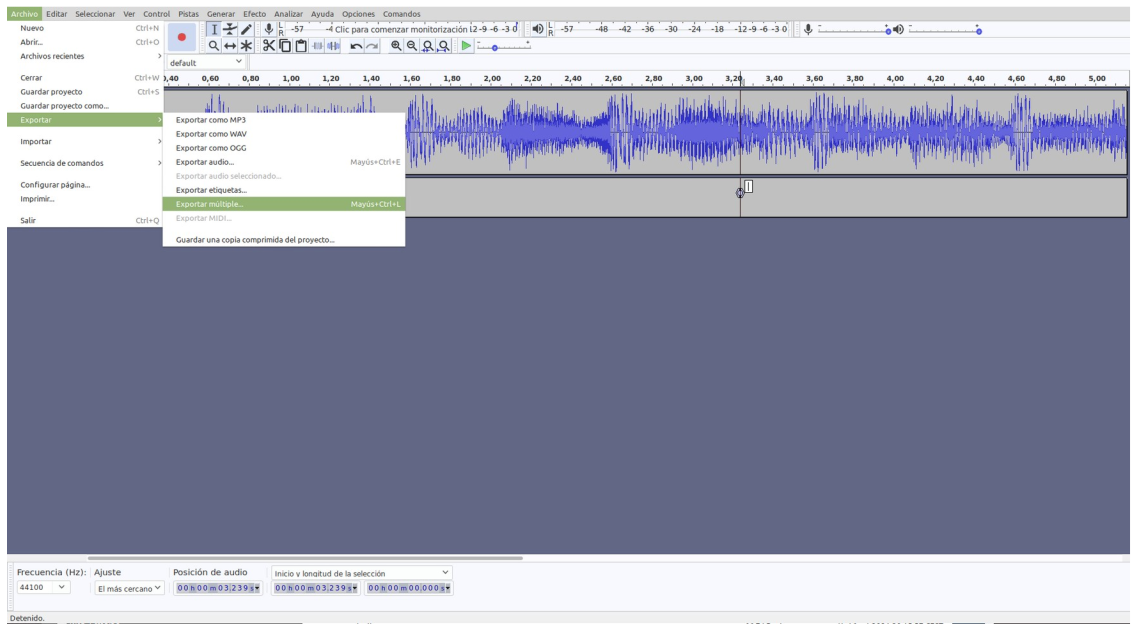 Archivo Editar Seleccionar Ver Control Pistas Generar Efecto Analizar Ayuda Opciones Comandos
Nuevo Ctrl+N
Abrir... Ctrl+O
Archivos recientes
Cerrar Ctrl+W
Guardar proyecto Ctrl+S
Guardar proyecto como...
Exportar
Importar
Secuencia de comandos
Configurar página...
Imprimir...
Salir Ctrl+Q
Exportar como MP3
Exportar como WAV
Exportar como OGG
Exportar audio... Mayús+Ctrl+E
Exportar audio seleccionado...
Exportar etiquetas...
Exportar múltiple... Mayús+Ctrl+L
Exportar MIDI...
Guardar una copia comprimida del proyecto...
L R -57 -4 Clic para comenzar monitorización 12 -9 -6 -3 0
L R -57 -48 -42 -36 -30 -24 -18 -12 -9 -6 -3 0
default
0,40 0,60 0,80 1,00 1,20 1,40 1,60 1,80 2,00 2,20 2,40 2,60 2,80 3,00 3,20 3,40 3,60 3,80 4,00 4,20 4,40 4,60 4,80 5,00
Frecuencia (Hz): Ajuste Posición de audio Inicio y longitud de la selección
44100 El más cercano 00 h 00 m 03,239 s 00 h 00 m 03,239 s 00 h 00 m 00,000 s
Detenido.